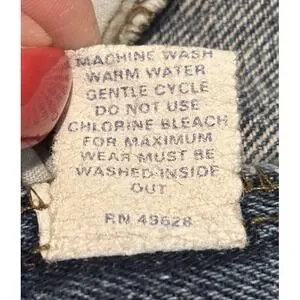 MACHINE WASH
WARM WATER
GENTLE CYCLE
DO NOT USE
CHLORINE BLEACH
FOR MAXIMUM
WEAR MUST BE
WASHED INSIDE
OUT
RN 49628